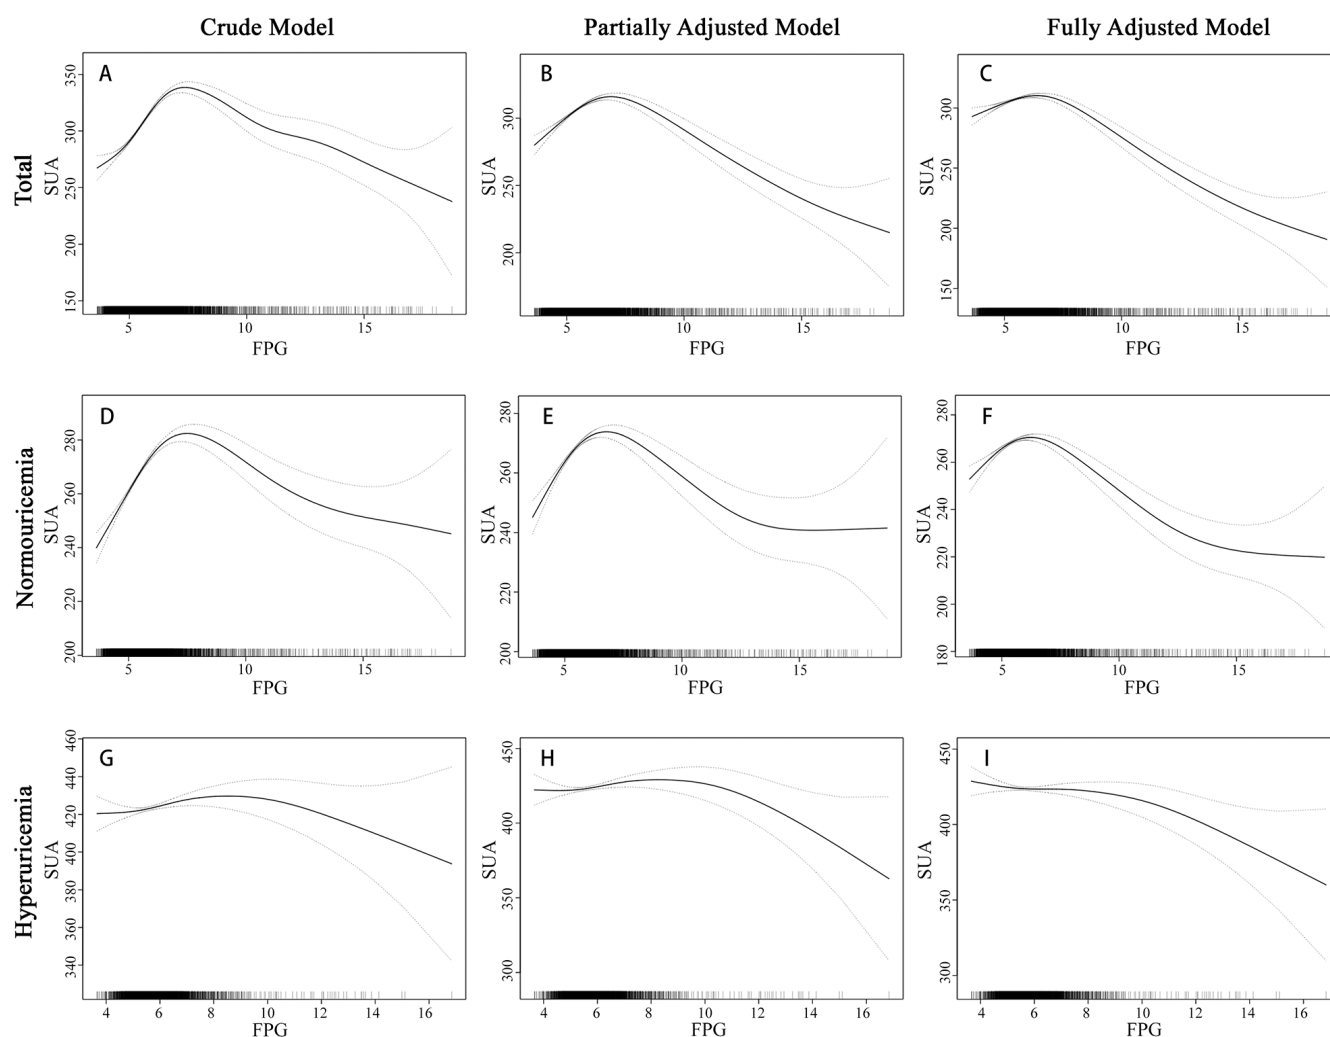 Crude Model Partially Adjusted Model Fully Adjusted Model
Total
A
SUA
350
300
250
200
150
5 10 15
FPG
B
SUA
300
250
200
5 10 15
FPG
C
SUA
300
250
200
150
5 10 15
FPG
Normouricemia
D
SUA
280
260
240
220
200
5 10 15
FPG
E
SUA
280
260
240
220
200
5 10 15
FPG
F
SUA
280
260
240
220
200
180
5 10 15
FPG
Hyperuricemia
G
SUA
460
440
420
400
380
360
340
4 6 8 10 12 14 16
FPG
H
SUA
450
400
350
300
4 6 8 10 12 14 16
FPG
I
SUA
450
400
350
300
4 6 8 10 12 14 16
FPG